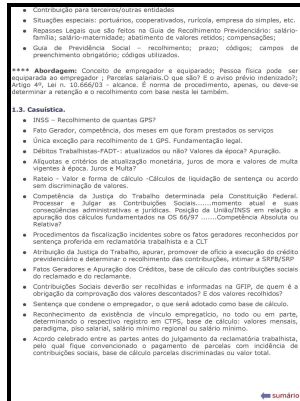 • Contribuição para terceiros/outras entidades
• Situações especiais: portuários, cooperativados, rurícola, empresa do simples, etc.
• Repasses Legais que são feitos na Guia de Recolhimento Previdenciário: salário-
família; salário-maternidade; abatimento de valores retidos; compensações;
• Guia de Previdência Social – recolhimento; prazo; códigos; campos de
preenchimento obrigatório; códigos utilizados.
**** Abordagem: Conceito de empregador e equiparado; Pessoa física pode ser
equiparada ao empregador ; Parcelas salariais.O que são? E o aviso prévio indenizado?;
Artigo 4º, Lei n. 10.666/03 – alcance. É norma de procedimento, apenas, ou deve-se
determinar a retenção e o recolhimento com base nesta lei também.
1.3. Casuística.
• INSS – Recolhimento de quantas GPS?
• Fato Gerador, competência, dos meses em que foram prestados os serviços
• Única exceção para recolhimento de 1 GPS. Fundamentação legal.
• Débitos Trabalhistas-FACDT-: atualizados ou não? Valores da época? Apuração.
• Alíquotas e critérios de atualização monetária, juros de mora e valores de multa
vigentes à época. Juros e Multa?
• Rateio - Valor e forma de cálculo -Cálculos de liquidação de sentença ou acordo
sem discriminação de valores.
• Competência da Justiça do Trabalho determinada pela Constituição Federal.
Processar e Julgar as Contribuições Sociais.......momento atual e suas
conseqüências administrativas e jurídicas. Posição da União/INSS em relação a
apuração dos cálculos fundamentados na OS 66/97 ......Competência Absoluta ou
Relativa?
• Procedimentos da fiscalização incidentes sobre os fatos geradores reconhecidos por
sentença proferida em reclamatória trabalhista e a CLT
• Atribuição da Justiça do Trabalho, apurar, promover de ofício a execução do crédito
previdenciário e determinar o recolhimento das contribuições, intimar a SRFB/SRP
• Fatos Geradores e Apuração dos Créditos, base de cálculo das contribuições sociais
do reclamado e do reclamante.
• Contribuições Sociais deverão ser recolhidas e informadas na GFIP, de quem é a
obrigação da comprovação dos valores descontados? E dos valores recolhidos?
• Sentença que condene o empregador, o que será adotado como base de cálculo.
• Reconhecimento da existência de vínculo empregatício, no todo ou em parte,
determinando o respectivo registro em CTPS, base de cálculo: valores mensais,
paradigma, piso salarial, salário mínimo regional ou salário mínimo.
• Acordo celebrado entre as partes antes do julgamento da reclamatória trabalhista,
pelo qual fique convencionado o pagamento de parcelas com incidência de
contribuições sociais, base de cálculo parcelas discriminadas ou valor total.
sumário